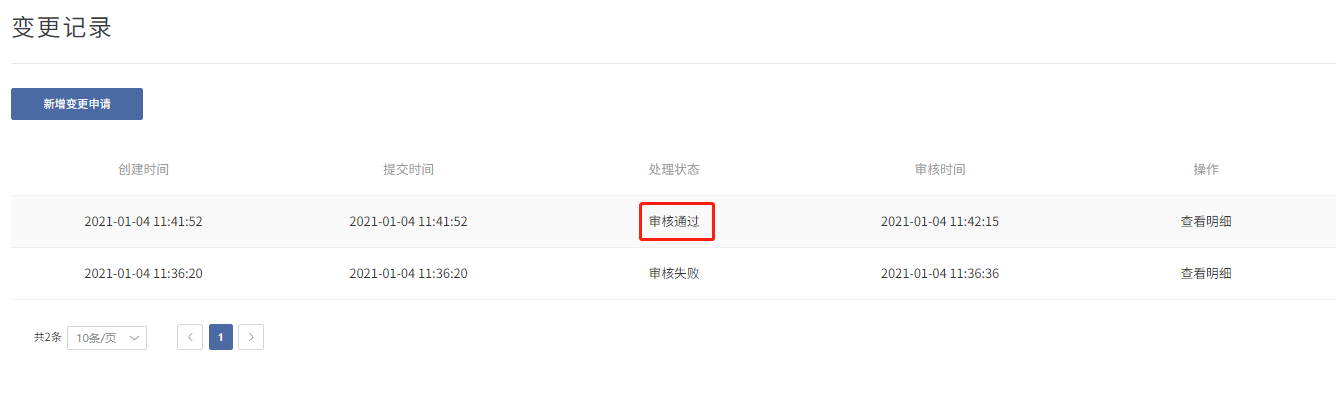 变更记录
新增变更申请
创建时间 提交时间 处理状态 审核时间 操作
2021-01-04 11:41:52 2021-01-04 11:41:52 审核通过 2021-01-04 11:42:15 查看明细
2021-01-04 11:36:20 2021-01-04 11:36:20 审核失败 2021-01-04 11:36:36 查看明细
共2条 10条/页 1